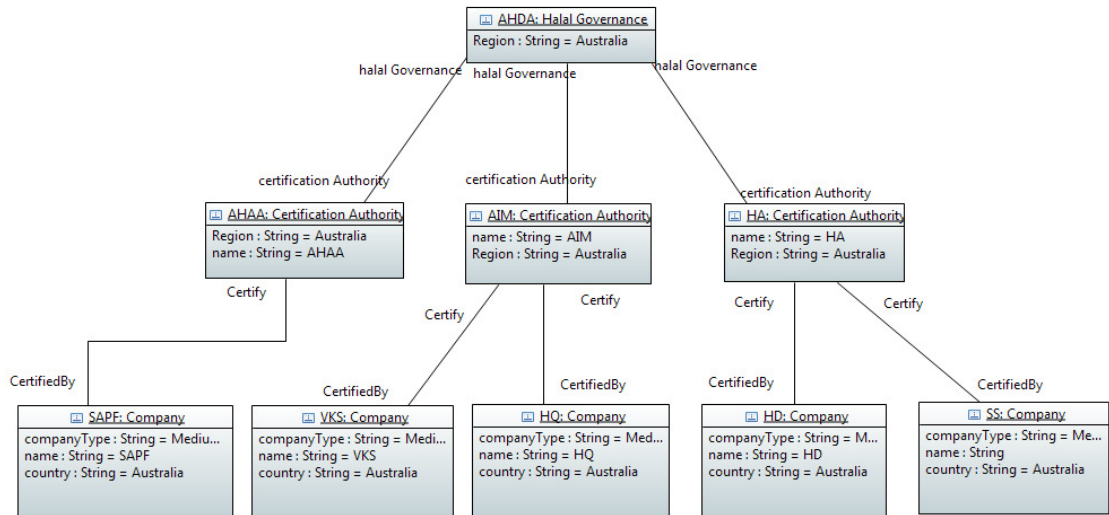 AHDA: Halal Governance
Region : String = Australia
halal Governance
halal Governance
halal Governance
certification Authority
certification Authority
certification Authority
AHAA: Certification Authority
Region : String = Australia
name : String = AHAA
AIM: Certification Authority
name : String = AIM
Region : String = Australia
HA: Certification Authority
name : String = HA
Region : String = Australia
Certify
Certify
Certify
Certify
Certify
CertifiedBy
CertifiedBy
CertifiedBy
CertifiedBy
CertifiedBy
SAPF: Company
companyType : String = Mediu...
name : String = SAPF
country : String = Australia
VKS: Company
companyType : String = Medi...
name : String = VKS
country : String = Australia
HQ: Company
companyType : String = Med...
name : String = HQ
country : String = Australia
HD: Company
companyType : String = M...
name : String = HD
country : String = Australia
SS: Company
companyType : String = Me...
name : String
country : String = Australia